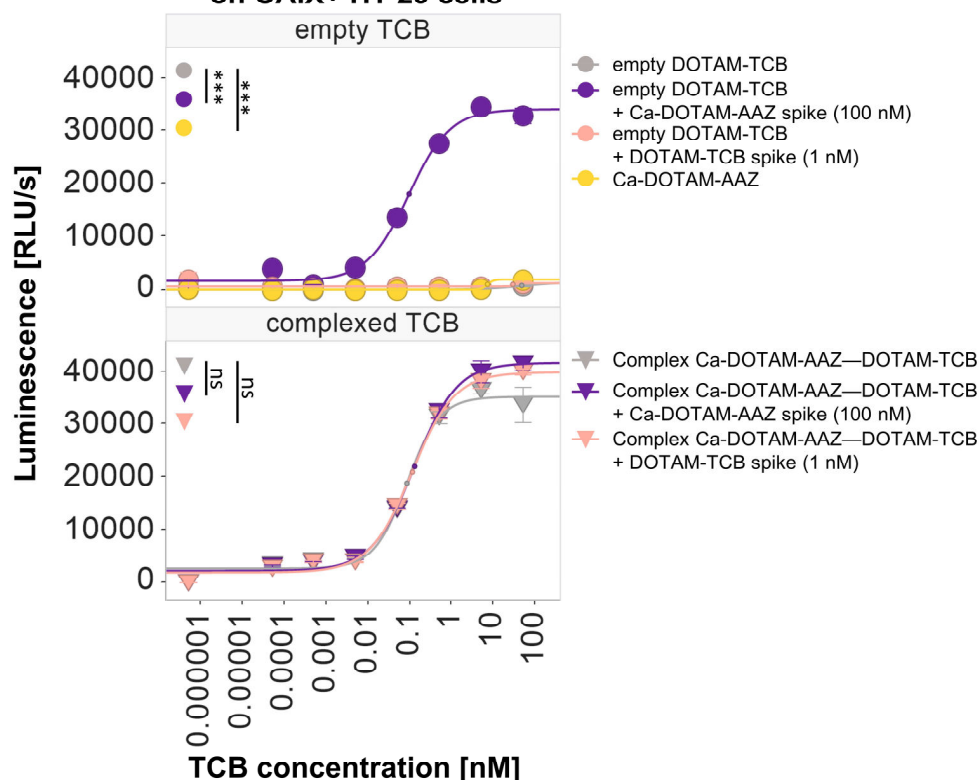 empty TCB
40000
30000
20000
10000
0
***
***
empty DOTAM-TCB
empty DOTAM-TCB
+ Ca-DOTAM-AAZ spike (100 nM)
empty DOTAM-TCB
+ DOTAM-TCB spike (1 nM)
Ca-DOTAM-AAZ
Luminescence [RLU/s]
complexed TCB
40000
30000
20000
10000
0
ns
ns
Complex Ca-DOTAM-AAZ—DOTAM-TCB
Complex Ca-DOTAM-AAZ—DOTAM-TCB
+ Ca-DOTAM-AAZ spike (100 nM)
Complex Ca-DOTAM-AAZ—DOTAM-TCB
+ DOTAM-TCB spike (1 nM)
0.000001
0.00001
0.0001
0.001
0.01
0.1
1
10
100
TCB concentration [nM]